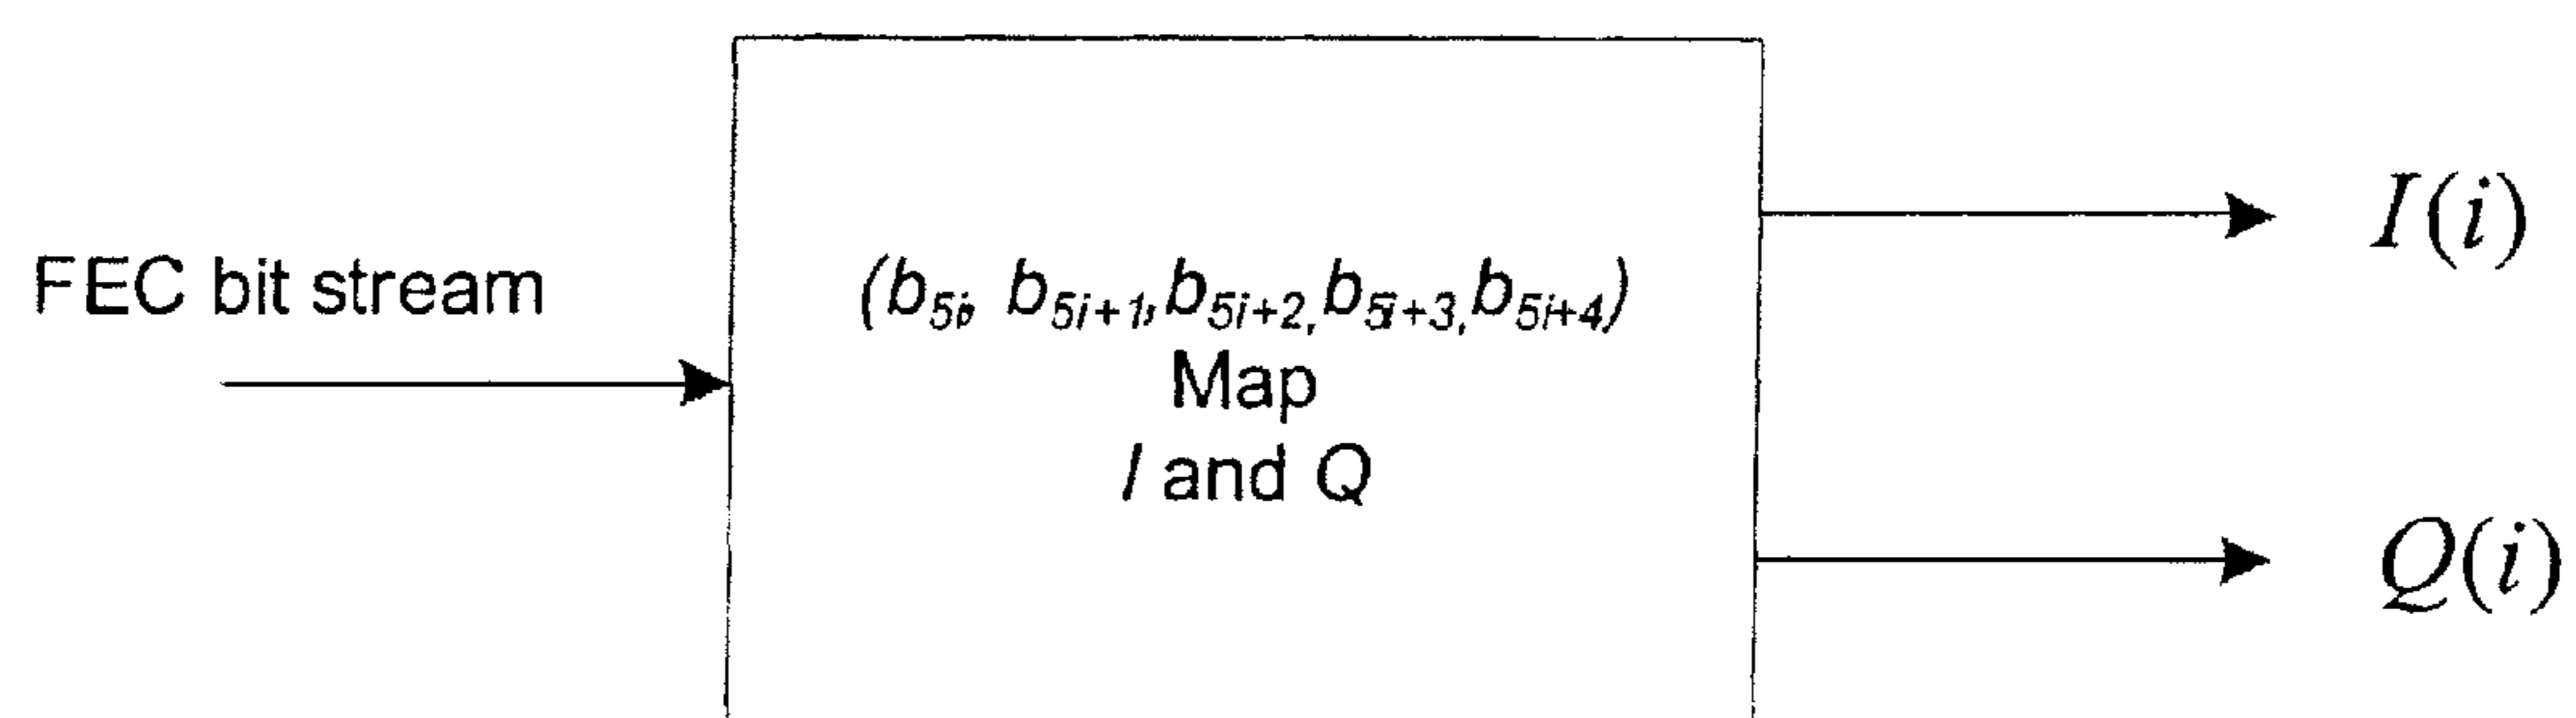 FEC bit stream
(b5i, b5i+1, b5i+2, b5i+3, b5i+4)
Map
I and Q
I(i)
Q(i)